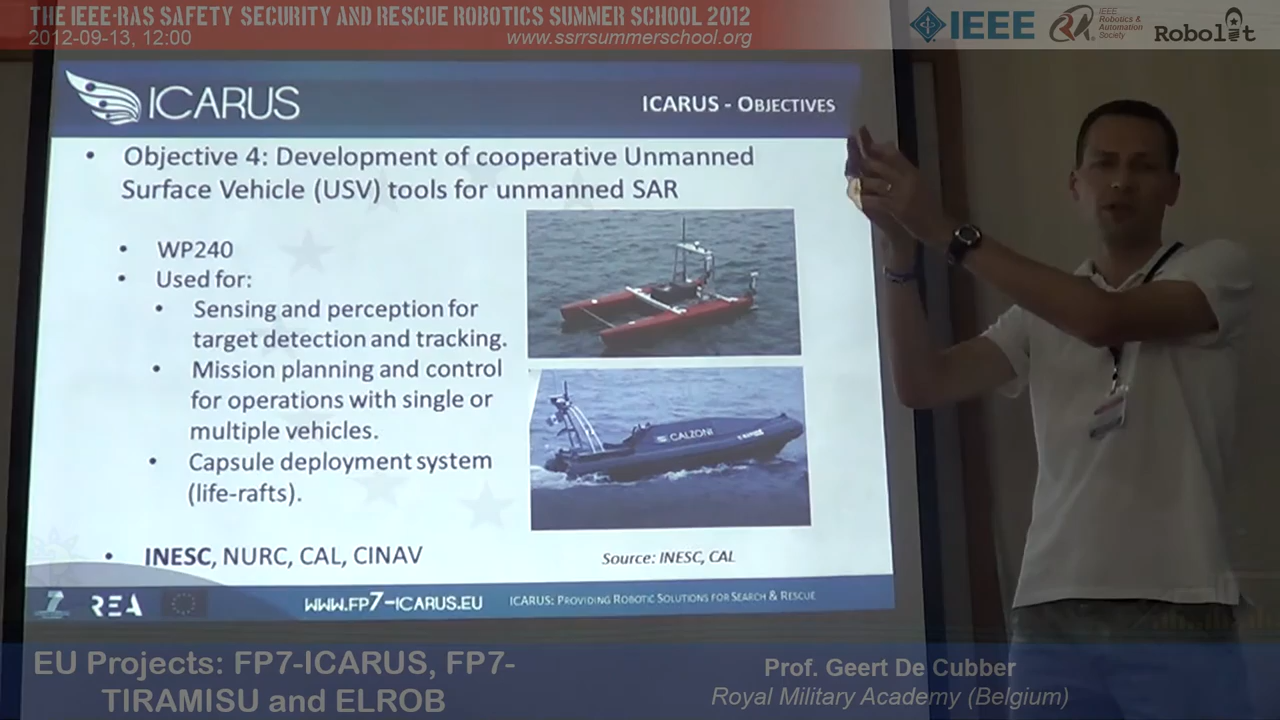 THE IEEE-RAS SAFETY SECURITY AND RESCUE ROBOTICS SUMMER SCHOOL 2012
2012-09-13, 12:00
www.ssrrsummerschool.org
IEEE
IEEE
Robotics &
Automation
Society
Robolit
ICARUS
ICARUS - OBJECTIVES
• Objective 4: Development of cooperative Unmanned
Surface Vehicle (USV) tools for unmanned SAR
• WP240
• Used for:
• Sensing and perception for
target detection and tracking.
• Mission planning and control
for operations with single or
multiple vehicles.
• Capsule deployment system
(life-rafts).
CALZONI
• INESC, NURC, CAL, CINAV
Source: INESC, CAL
REA
WWW.FP7-ICARUS.EU
ICARUS: PROVIDING ROBOTIC SOLUTIONS FOR SEARCH & RESCUE
EU Projects: FP7-ICARUS, FP7-
TIRAMISU and ELROB
Prof. Geert De Cubber
Royal Military Academy (Belgium)